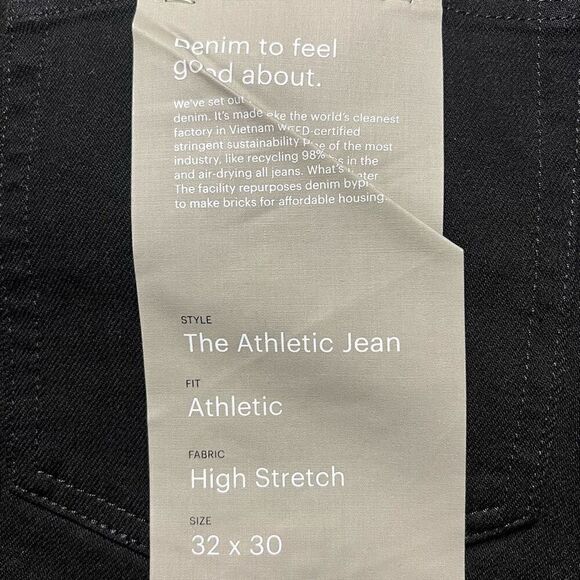 Denim to feel
good about.
We've set out
denim. It's made the world's cleanest
factory in Vietnam -certified
stringent sustainability of the most
industry, like recycling 98% in the
and air-drying all jeans. What's
The facility repurposes denim
to make bricks for affordable housing.
STYLE
The Athletic Jean
FIT
Athletic
FABRIC
High Stretch
SIZE
32 x 30